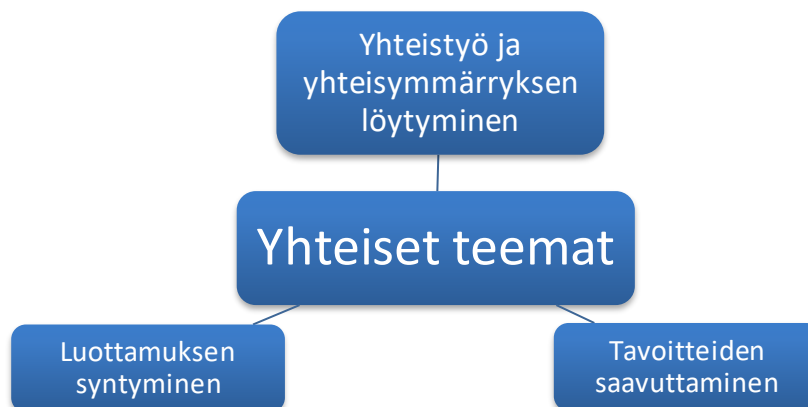 Yhteistyö ja
yhteisymmärryksen
löytyminen
Yhteiset teemat
Luottamuksen
syntyminen
Tavoitteiden
saavuttaminen